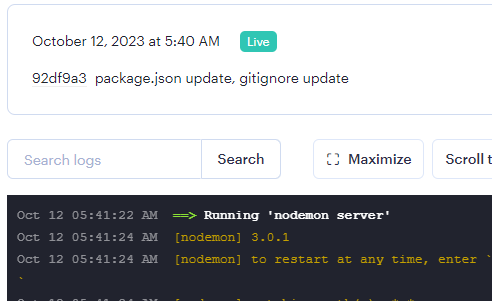 October 12, 2023 at 5:40 AM Live
92df9a3 package.json update, gitignore update
Search logs Search Maximize Scroll t
Oct 12 05:41:22 AM ==> Running 'nodemon server'
Oct 12 05:41:24 AM [nodemon] 3.0.1
Oct 12 05:41:24 AM [nodemon] to restart at any time, enter `
`